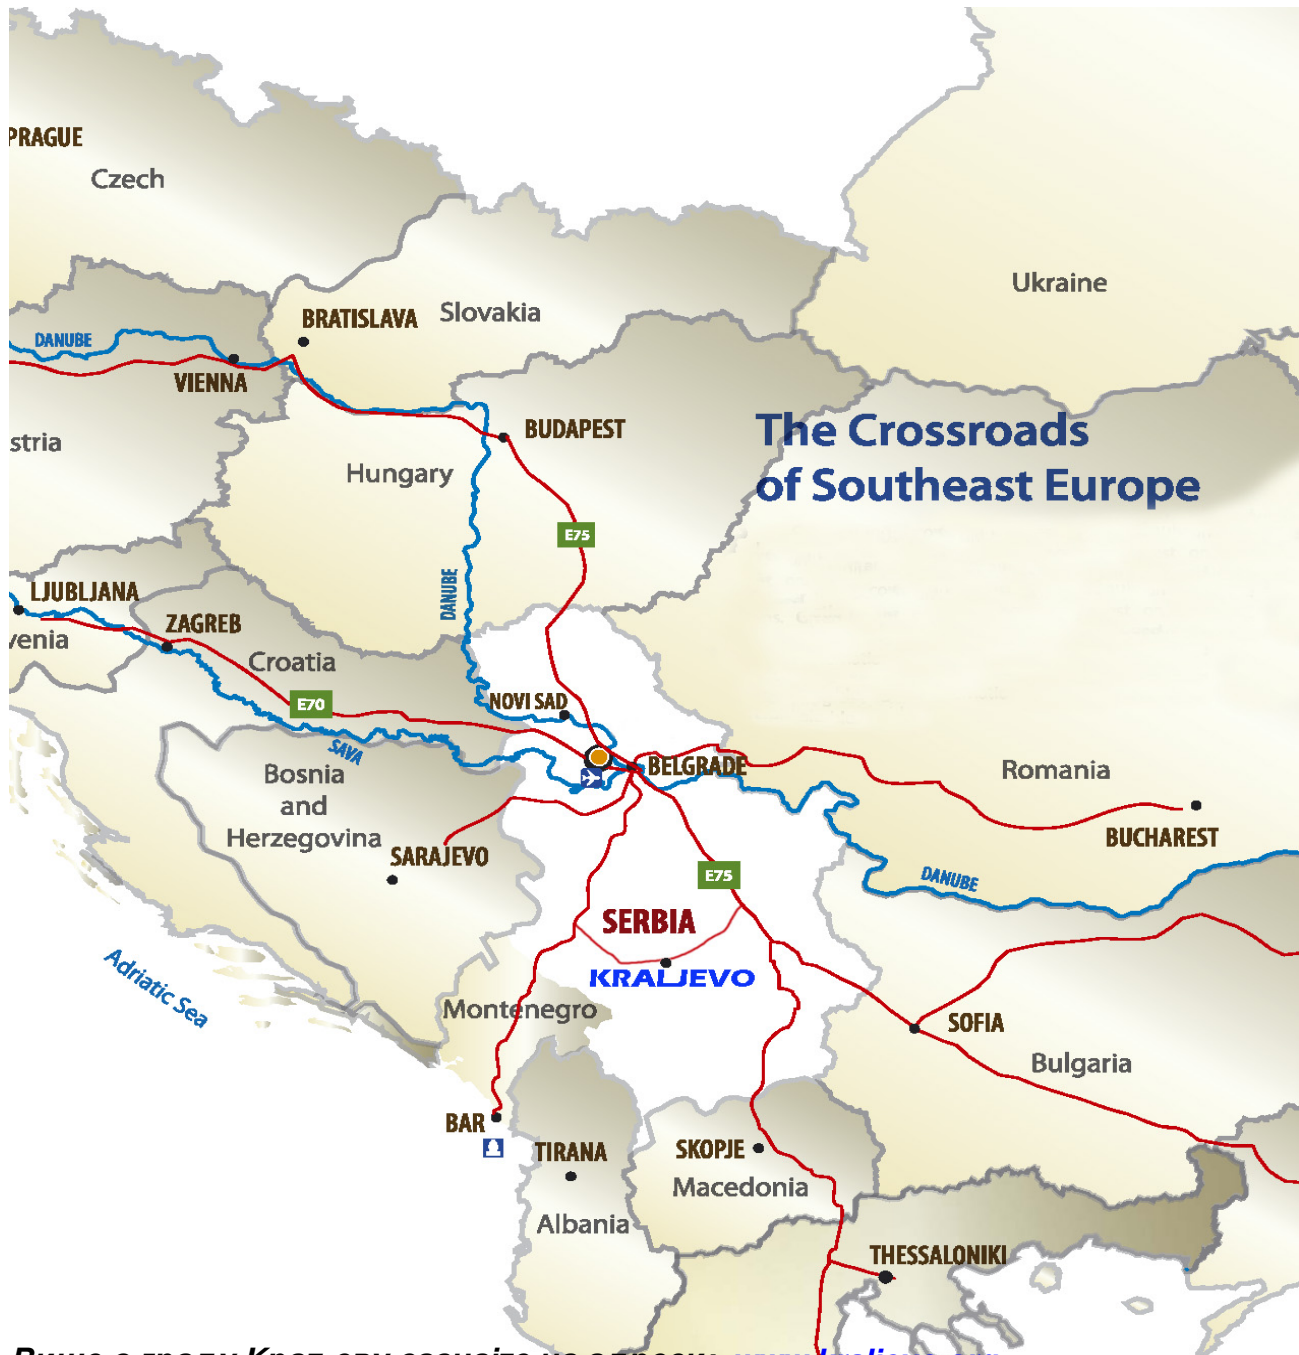 PRAGUE
Czech
Ukraine
Slovakia
BRATISLAVA
DANUBE
VIENNA
BUDAPEST
The Crossroads
of Southeast Europe
stria
Hungary
E75
DANUBE
LJUBLJANA
ZAGREB
venia
Croatia
E70
NOVI SAD
SAVA
BELGRADE
Bosnia
and
Herzegovina
Romania
BUCHAREST
SARAJEVO
E75
DANUBE
SERBIA
KRALJEVO
Adriatic Sea
Montenegro
SOFIA
Bulgaria
BAR
TIRANA
SKOPJE
Macedonia
Albania
THESSALONIKI